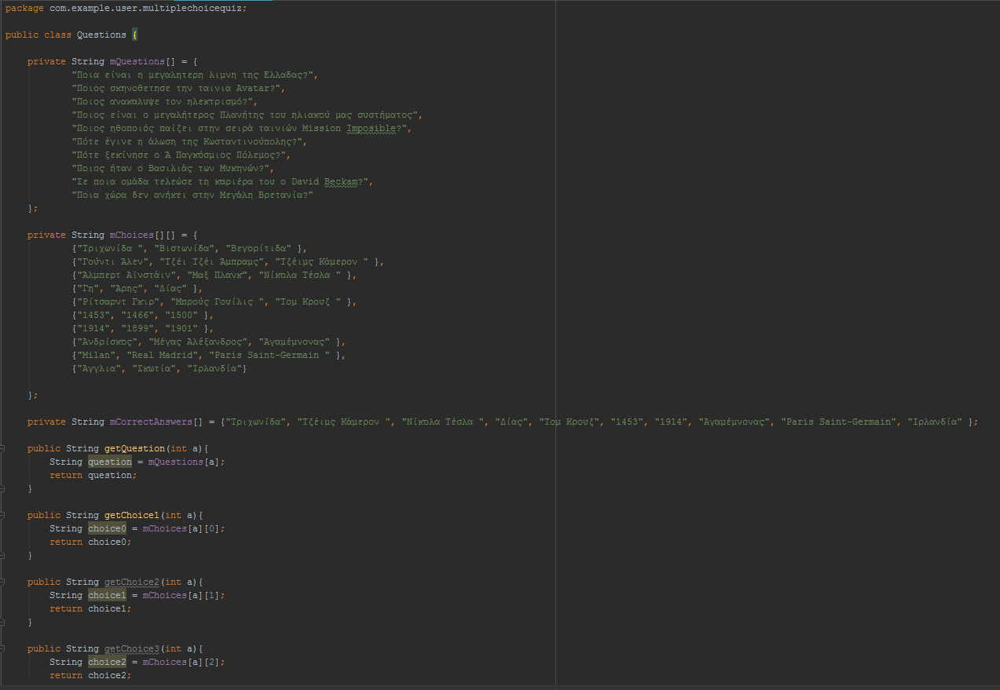 package com.example.user.multiplechoicequiz;
public class Questions {
private String mQuestions[] = {
"Ποια είναι η μεγαλητερη λιμνη της Ελλαδας?",
"Ποιος σκηνοθετησε την ταινια Avatar?",
"Ποιος ανακαλυψε τον ηλεκτρισμό?",
"Ποιος είναι ο μεγαλήτερος Πλανήτης του ηλιακού μας συστήματος",
"Ποιος ηθοποιός παίζει στην σειρά ταινιών Mission Imposible?",
"Πότε έγινε η άλωση της Κωσταντινούπολης?",
"Πότε ξεκίνησε ο Ά Παγκόσμιος Πόλεμος?",
"Ποιος ήταν ο Βασιλιάς των Μυκηνών?",
"Σε ποια ομάδα τελεώσε τη καριέρα του ο David Beckam?",
"Ποια χώρα δεν ανήκει στην Μεγάλη Βρετανία?"
};
private String mChoices[][] = {
{"Τριχωνίδα ", "Βιστωνίδα", "Βεγορίτιδα" },
{"Γούντι Άλεν", "Τζέι Τζέι Άμπραμς", "Τζέιμς Κάμερον " },
{"Άλμπερτ Αϊνστάιν", "Μαξ Πλανκ", "Νίκολα Τέσλα " },
{"Γη", "Άρης", "Δίας" },
{"Ρίτσαρντ Γκιρ", "Μπρούς Γουίλις ", "Τομ Κρουζ " },
{"1453", "1466", "1500" },
{"1914", "1899", "1901" },
{"Ανδρίσκος", "Μέγας Αλέξανδρος", "Αγαμέμνονας" },
{"Milan", "Real Madrid", "Paris Saint-Germain " },
{"Αγγλια", "Σκωτία", "Ιρλανδία"}
};
private String mCorrectAnswers[] = {"Τριχωνίδα", "Τζέιμς Κάμερον ", "Νίκολα Τέσλα ", "Δίας", "Τομ Κρουζ", "1453", "1914", "Αγαμέμνονας", "Paris Saint-Germain", "Ιρλανδία" };
public String getQuestion(int a){
String question = mQuestions[a];
return question;
}
public String getChoice1(int a){
String choice0 = mChoices[a][0];
return choice0;
}
public String getChoice2(int a){
String choice1 = mChoices[a][1];
return choice1;
}
public String getChoice3(int a){
String choice2 = mChoices[a][2];
return choice2;